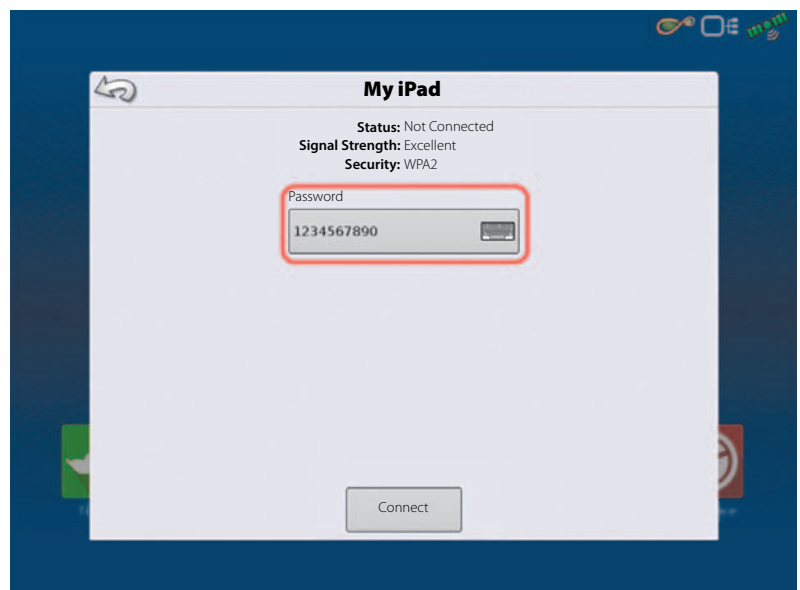 My iPad
Status: Not Connected
Signal Strength: Excellent
Security: WPA2
Password
1234567890
Connect